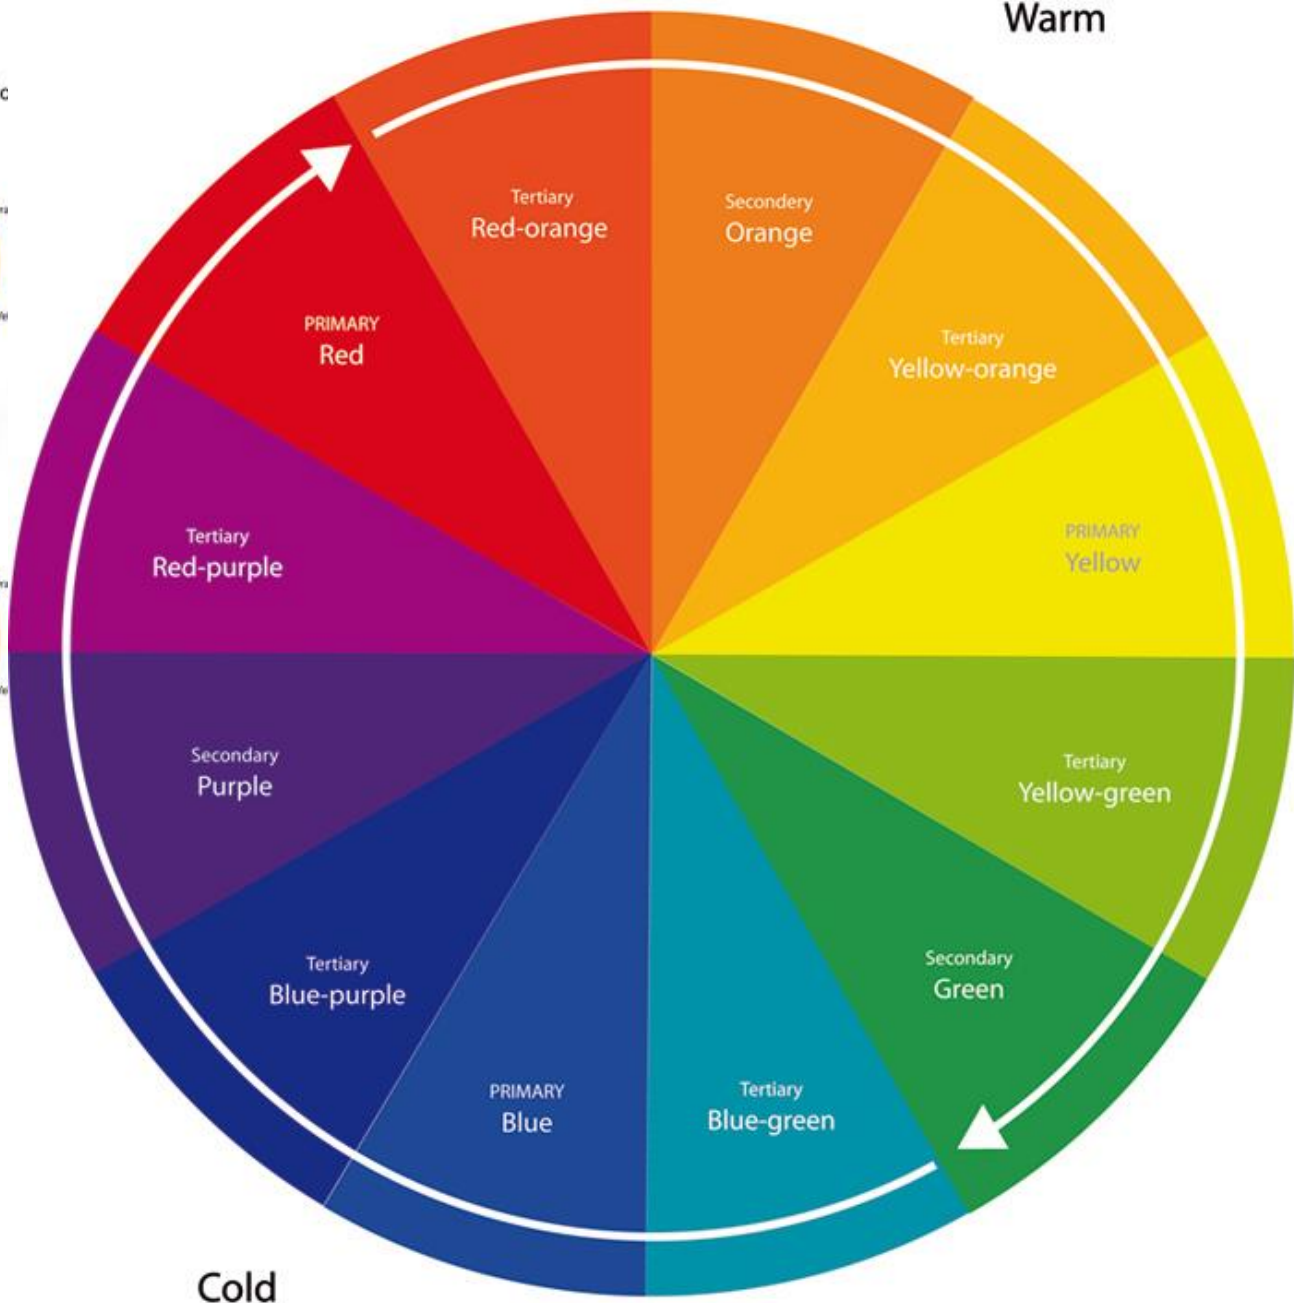 Warm
Tertiary
Red-orange
Secondery
Orange
Tertiary
Yellow-orange
PRIMARY
Red
PRIMARY
Yellow
Tertiary
Red-purple
Secondary
Purple
Tertiary
Yellow-green
Tertiary
Blue-purple
Secondary
Green
PRIMARY
Blue
Tertiary
Blue-green
Cold